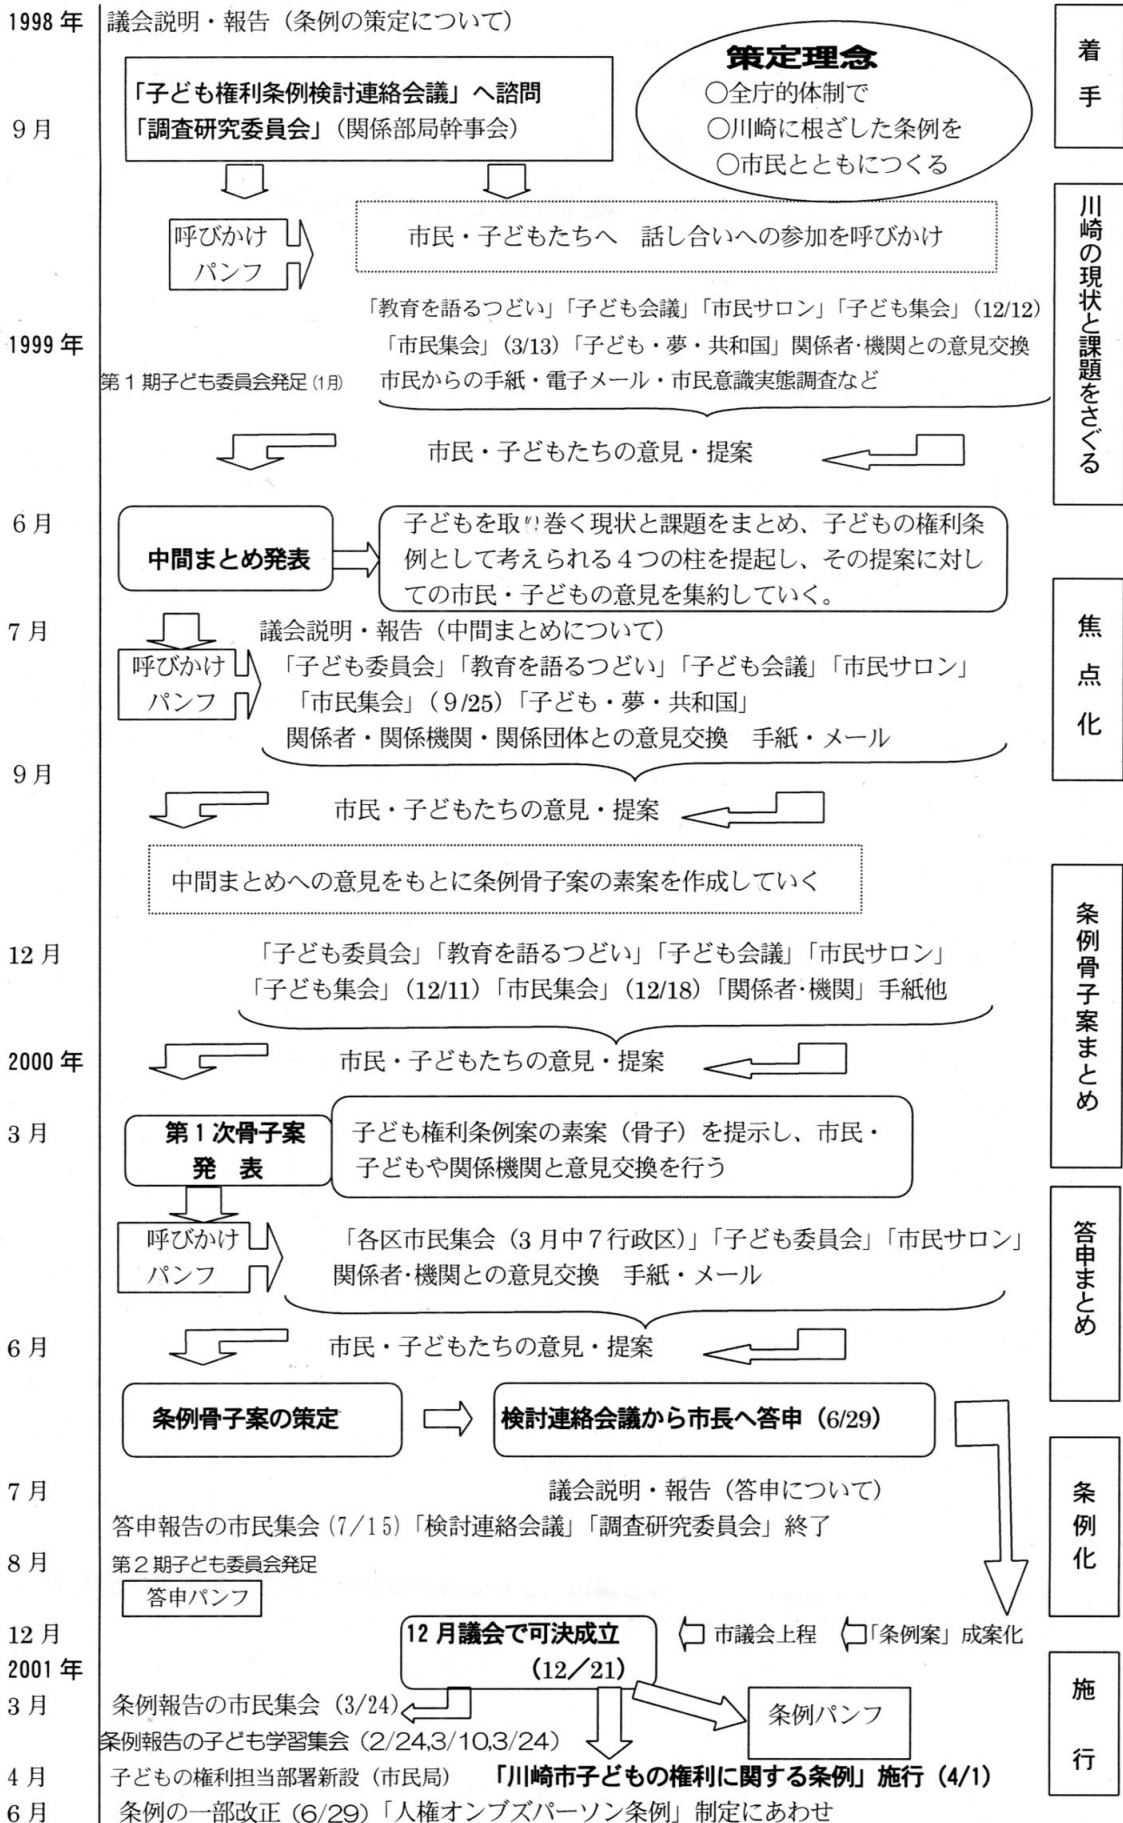 1998年
議会説明・報告（条例の策定について）
策定理念
○全庁的体制で
○川崎に根ざした条例を
○市民とともにつくる
着手
「子ども権利条例検討連絡会議」へ諮問
9月
「調査研究委員会」（関係部局幹事会）
川崎の現状と課題をさぐる
呼びかけ
パンフ
市民・子どもたちへ　話し合いへの参加を呼びかけ
「教育を語るつどい」「子ども会議」「市民サロン」「子ども集会」(12/12)
1999年
「市民集会」(3/13)「子ども・夢・共和国」関係者・機関との意見交換
第1期子ども委員会発足(1月)
市民からの手紙・電子メール・市民意識実態調査など
市民・子どもたちの意見・提案
6月
中間まとめ発表
子どもを取り巻く現状と課題をまとめ、子どもの権利条
例として考えられる４つの柱を提起し、その提案に対し
ての市民・子どもの意見を集約していく。
焦点化
7月
議会説明・報告（中間まとめについて）
呼びかけ
パンフ
「子ども委員会」「教育を語るつどい」「子ども会議」「市民サロン」
「市民集会」（9/25）「子ども・夢・共和国」
関係者・関係機関・関係団体との意見交換　手紙・メール
9月
市民・子どもたちの意見・提案
中間まとめへの意見をもとに条例骨子案の素案を作成していく
条例骨子案まとめ
12月
「子ども委員会」「教育を語るつどい」「子ども会議」「市民サロン」
「子ども集会」(12/11)「市民集会」(12/18)「関係者・機関」手紙他
2000年
市民・子どもたちの意見・提案
3月
第１次骨子案
発　表
子ども権利条例案の素案（骨子）を提示し、市民・
子どもや関係機関と意見交換を行う
答申まとめ
呼びかけ
パンフ
「各区市民集会（3月中7行政区）」「子ども委員会」「市民サロン」
関係者・機関との意見交換　手紙・メール
6月
市民・子どもたちの意見・提案
条例骨子案の策定
検討連絡会議から市長へ答申（6/29）
条例化
7月
議会説明・報告（答申について）
答申報告の市民集会(7/15)「検討連絡会議」「調査研究委員会」終了
8月
第2期子ども委員会発足
答申パンフ
12月
12月議会で可決成立
（12／21）
市議会上程
「条例案」成案化
施行
2001年
3月
条例報告の市民集会（3/24）
条例パンフ
条例報告の子ども学習集会（2/24,3/10,3/24）
4月
子どもの権利担当部署新設（市民局）
「川崎市子どもの権利に関する条例」施行（4/1）
6月
条例の一部改正（6/29）「人権オンブズパーソン条例」制定にあわせ